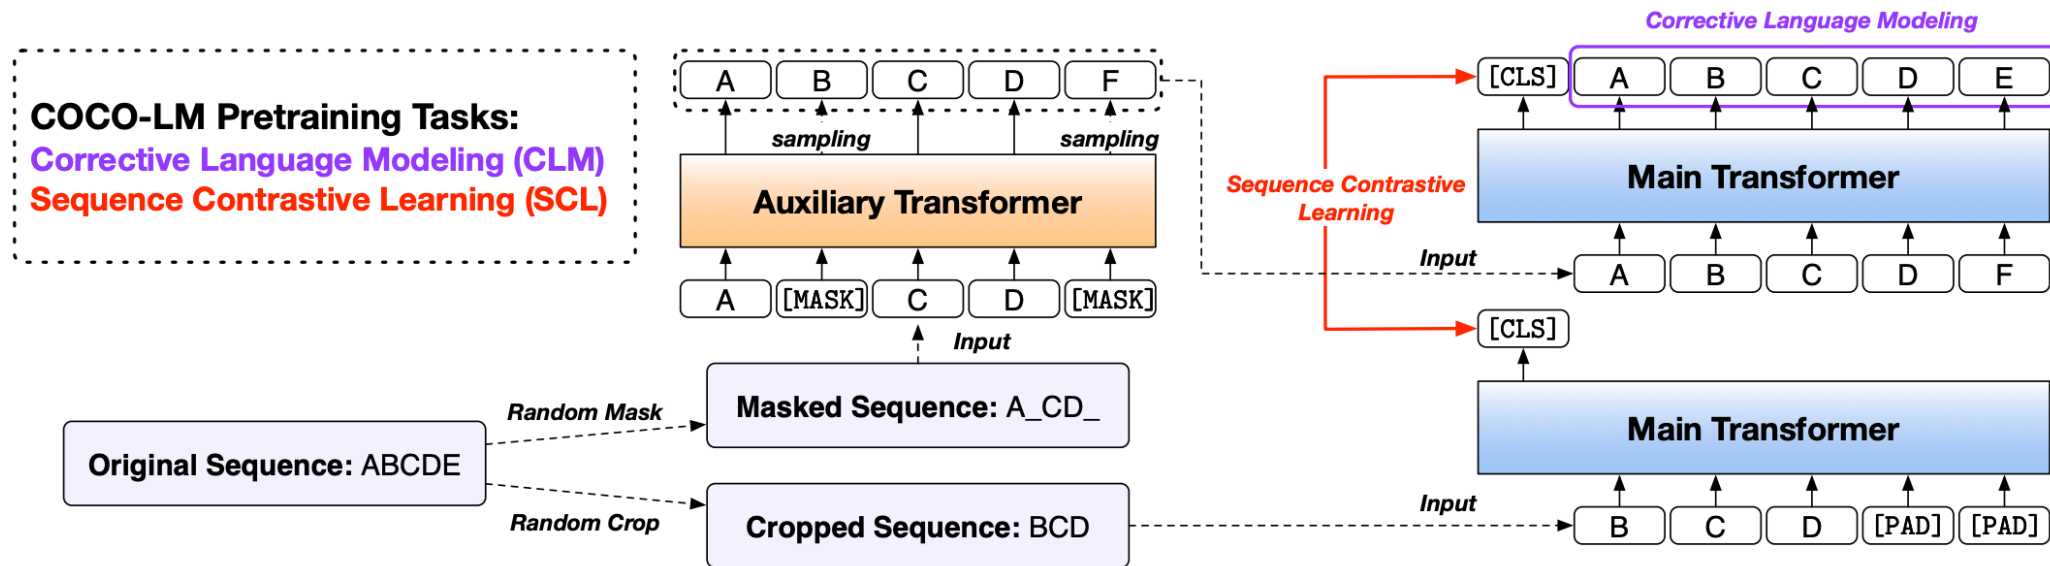 COCO-LM Pretraining Tasks:
Corrective Language Modeling (CLM)
Sequence Contrastive Learning (SCL)
Original Sequence: ABCDE
Random Mask
Random Crop
Masked Sequence: A_CD_
Cropped Sequence: BCD
Input
A [MASK] C D [MASK]
Auxiliary Transformer
sampling sampling
A B C D F
Sequence Contrastive
Learning
Corrective Language Modeling
[CLS] A B C D E
Main Transformer
Input
A B C D F
[CLS]
Main Transformer
Input
B C D [PAD] [PAD]